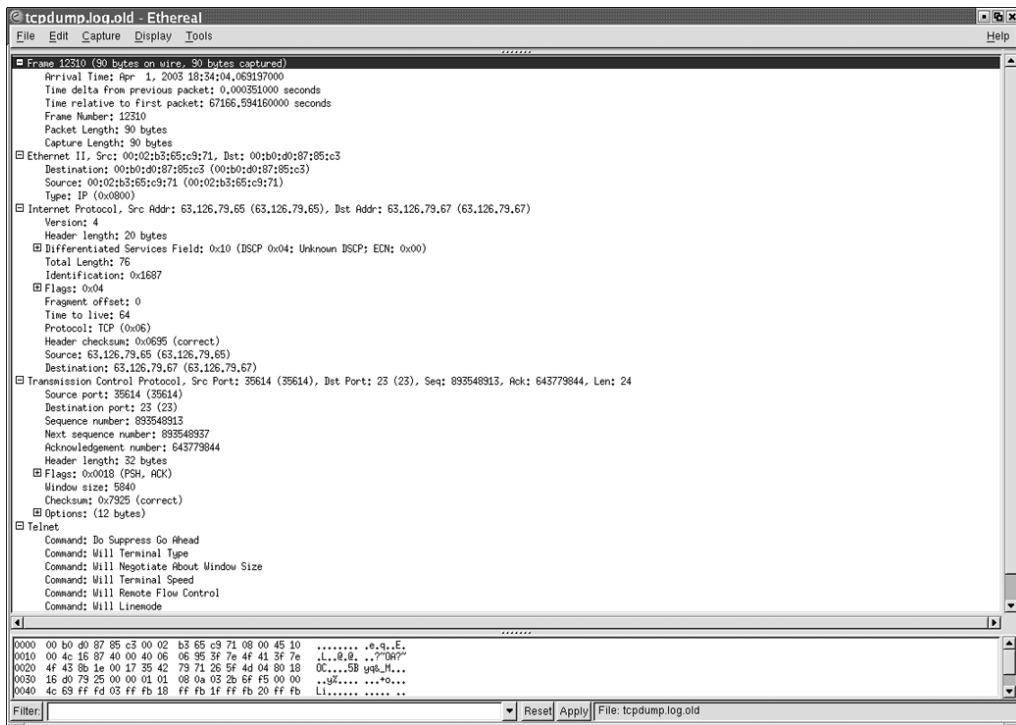 tcpdump.log.old - Ethereal
File Edit Capture Display Tools Help
Frame 12310 (90 bytes on wire, 90 bytes captured)
Arrival Time: Apr 1, 2003 18:34:04.069197000
Time delta from previous packet: 0.000351000 seconds
Time relative to first packet: 67166.594160000 seconds
Frame Number: 12310
Packet Length: 90 bytes
Capture Length: 90 bytes
Ethernet II, Src: 00:02:b3:65:c9:71, Dst: 00:b0:d0:87:85:c3
Destination: 00:b0:d0:87:85:c3 (00:b0:d0:87:85:c3)
Source: 00:02:b3:65:c9:71 (00:02:b3:65:c9:71)
Type: IP (0x0800)
Internet Protocol, Src Addr: 63.126.79.65 (63.126.79.65), Dst Addr: 63.126.79.67 (63.126.79.67)
Version: 4
Header length: 20 bytes
Differentiated Services Field: 0x10 (DSCP 0x04: Unknown DSCP; ECN: 0x00)
Total Length: 76
Identification: 0x1687
Flags: 0x04
Fragment offset: 0
Time to live: 64
Protocol: TCP (0x06)
Header checksum: 0x0695 (correct)
Source: 63.126.79.65 (63.126.79.65)
Destination: 63.126.79.67 (63.126.79.67)
Transmission Control Protocol, Src Port: 35614 (35614), Dst Port: 23 (23), Seq: 893548913, Ack: 643779844, Len: 24
Source port: 35614 (35614)
Destination port: 23 (23)
Sequence number: 893548913
Next sequence number: 893548937
Acknowledgement number: 643779844
Header length: 32 bytes
Flags: 0x0018 (PSH, ACK)
Window size: 5840
Checksum: 0x7925 (correct)
Options: (12 bytes)
Telnet
Command: Do Suppress Go Ahead
Command: Will Terminal Type
Command: Will Negotiate About Window Size
Command: Will Terminal Speed
Command: Will Remote Flow Control
Command: Will Linemode
0000 00 b0 d0 87 85 c3 00 02 b3 65 c9 71 08 00 45 10 ........ .e.q..E.
0010 00 4c 16 87 40 00 40 06 06 95 3f 7e 4f 41 3f 7e .L..@.@. ..?~OA?~
0020 4f 43 8b 1e 00 17 35 42 79 71 26 5f 4d 04 80 18 OC....5B yq&_M...
0030 16 d0 79 25 00 00 01 01 08 0a 03 2b 6f f5 00 00 ..y%.... ...+o...
0040 4c 69 ff fd 03 ff fb 18 ff fb 1f ff fb 20 ff fb Li...... ..... ..
Filter: Reset Apply File: tcpdump.log.old